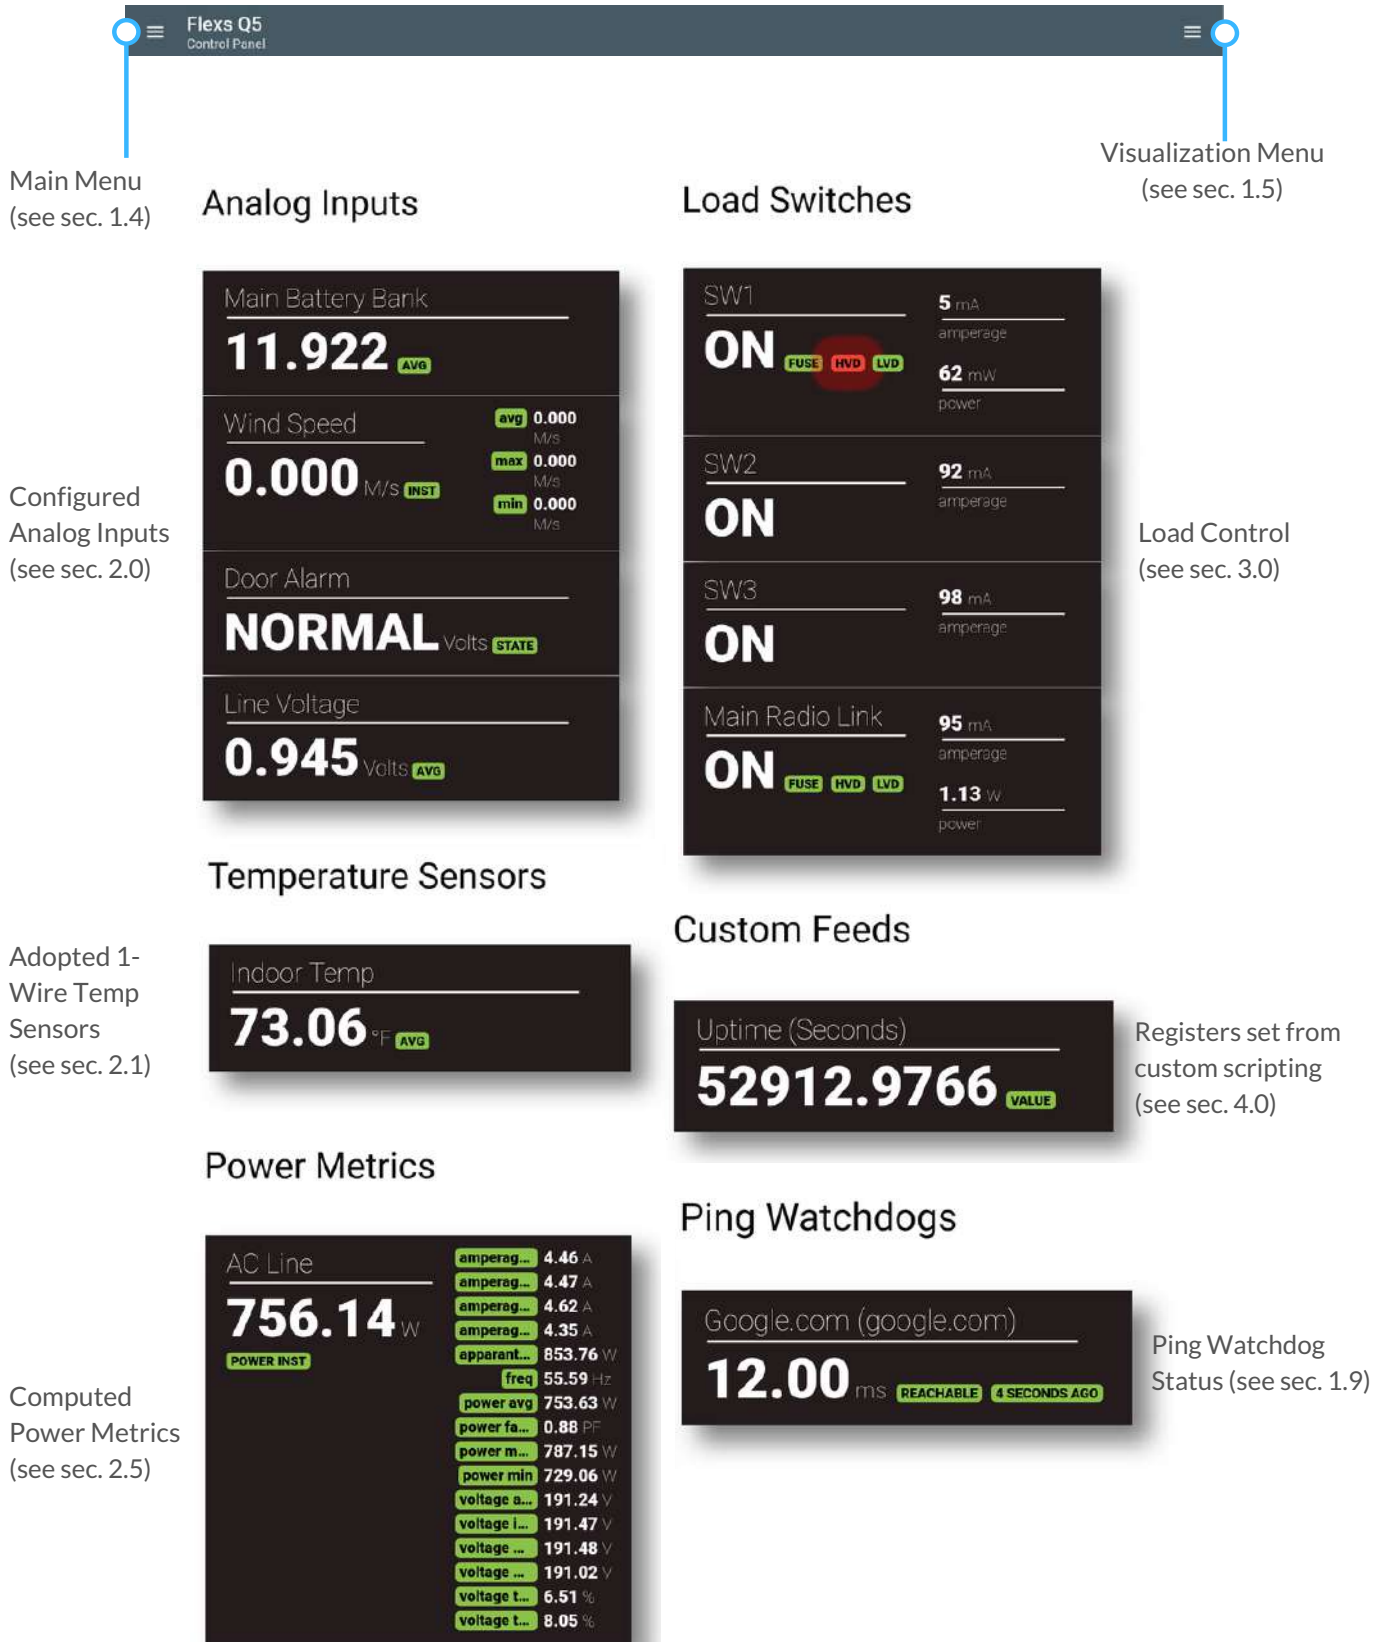 Flexs Q5
Control Panel
Main Menu
(see sec. 1.4)
Visualization Menu
(see sec. 1.5)
Analog Inputs
Main Battery Bank
11.922 AVG
Wind Speed
0.000 M/s INST
avg 0.000
M/s
max 0.000
M/s
min 0.000
M/s
Door Alarm
NORMAL Volts STATE
Line Voltage
0.945 Volts AVG
Configured
Analog Inputs
(see sec. 2.0)
Load Switches
SW1
ON FUSE HVD LVD
5 mA
amperage
62 mW
power
SW2
ON
92 mA
amperage
SW3
ON
98 mA
amperage
Main Radio Link
ON FUSE HVD LVD
95 mA
amperage
1.13 W
power
Load Control
(see sec. 3.0)
Temperature Sensors
Indoor Temp
73.06 °F AVG
Adopted 1-
Wire Temp
Sensors
(see sec. 2.1)
Custom Feeds
Uptime (Seconds)
52912.9766 VALUE
Registers set from
custom scripting
(see sec. 4.0)
Power Metrics
AC Line
756.14 W
POWER INST
amperag... 4.46 A
amperag... 4.47 A
amperag... 4.62 A
amperag... 4.35 A
apparant... 853.76 W
freq 55.59 Hz
power avg 753.63 W
power fa... 0.88 PF
power m... 787.15 W
power min 729.06 W
voltage a... 191.24 V
voltage i... 191.47 V
voltage ... 191.48 V
voltage ... 191.02 V
voltage t... 6.51 %
voltage t... 8.05 %
Computed
Power Metrics
(see sec. 2.5)
Ping Watchdogs
Google.com (google.com)
12.00 ms REACHABLE 4 SECONDS AGO
Ping Watchdog
Status (see sec. 1.9)